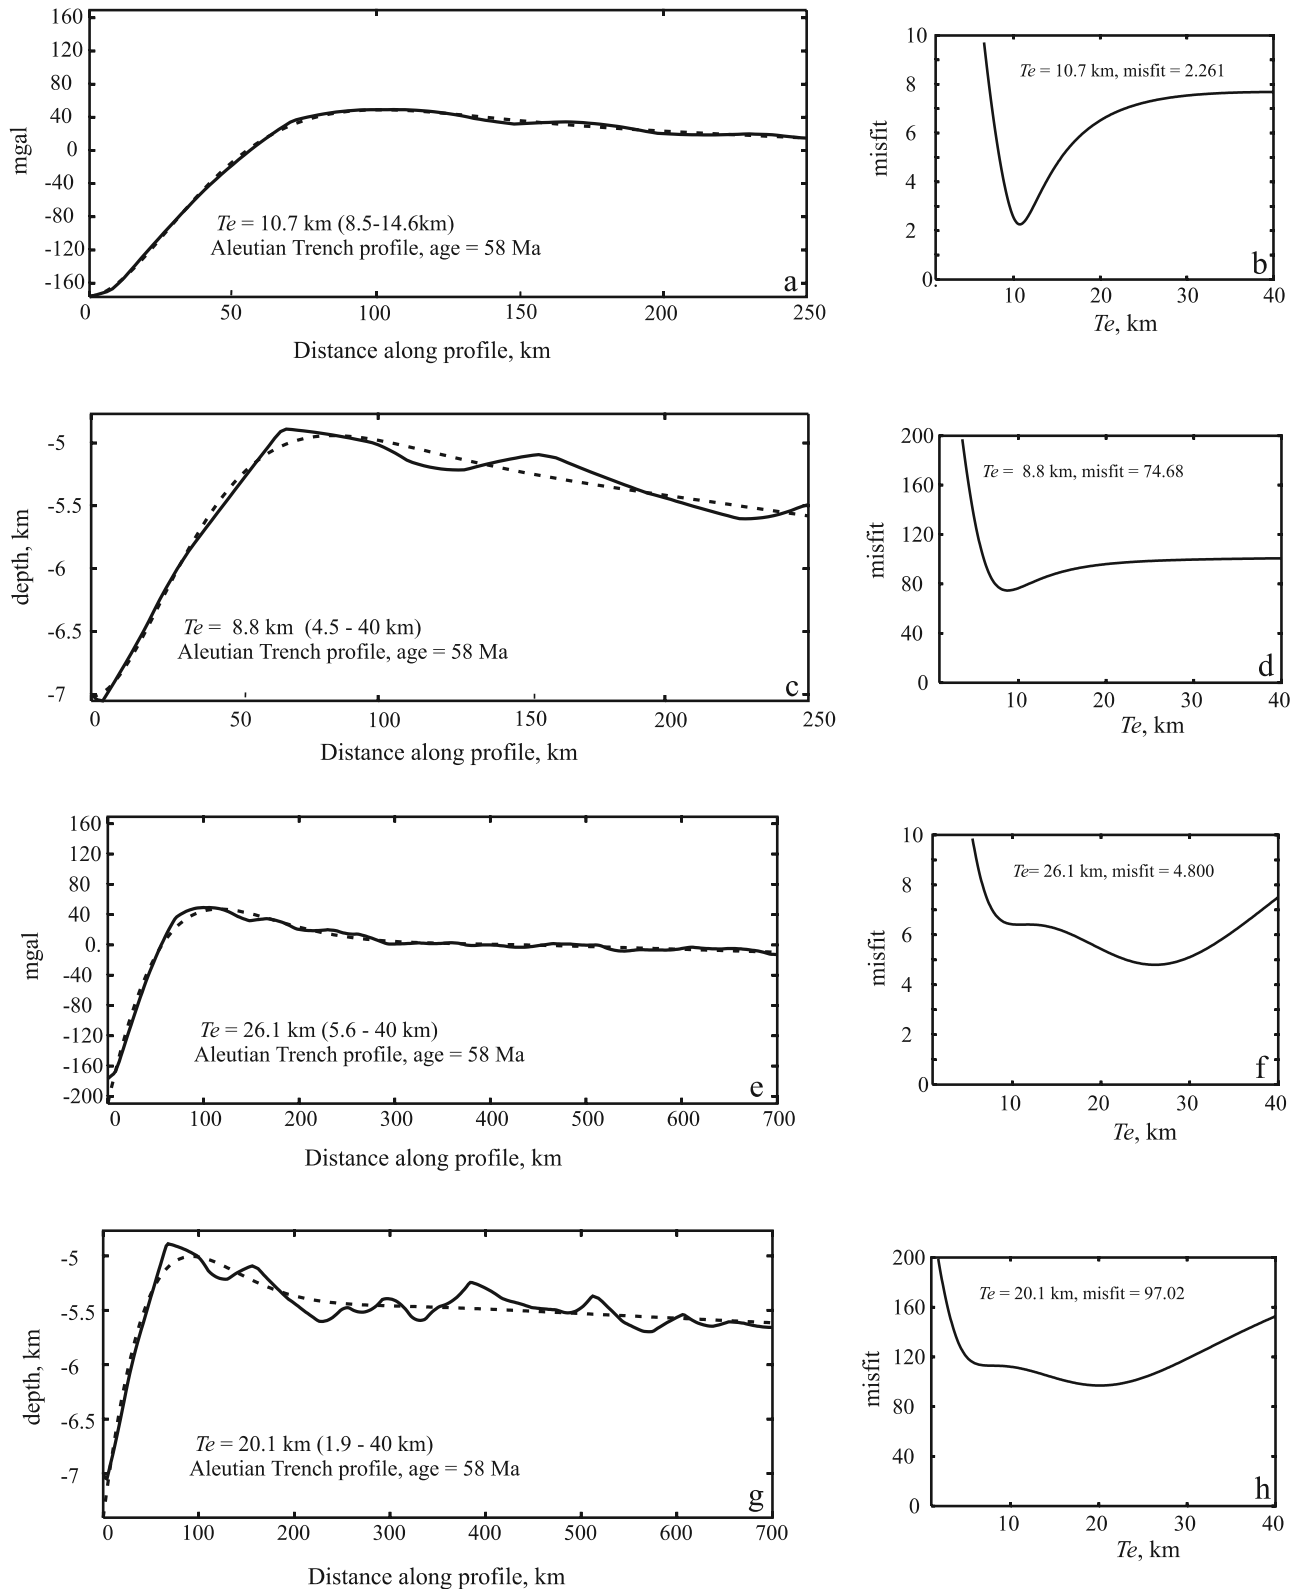 160
120
80
40
0
-40
-80
-120
-160
mgal
Te = 10.7 km (8.5-14.6km)
Aleutian Trench profile, age = 58 Ma
a
0 50 100 150 200 250
Distance along profile, km
10
8
6
4
2
0
misfit
Te = 10.7 km, misfit = 2.261
b
10 20 30 40
Te, km
-5
-5.5
-6
-6.5
-7
depth, km
Te = 8.8 km (4.5 - 40 km)
Aleutian Trench profile, age = 58 Ma
c
0 50 100 150 200 250
Distance along profile, km
200
160
120
80
40
0
misfit
Te = 8.8 km, misfit = 74.68
d
10 20 30 40
Te, km
160
120
80
40
0.
-40
-80
-120
-160
-200
mgal
Te = 26.1 km (5.6 - 40 km)
Aleutian Trench profile, age = 58 Ma
e
0 100 200 300 400 500 600 700
Distance along profile, km
10
8
6
4
2
0
misfit
Te= 26.1 km, misfit = 4.800
f
10 20 30 40
Te, km
-5
-5.5
-6
-6.5
-7
depth, km
Te = 20.1 km (1.9 - 40 km)
Aleutian Trench profile, age = 58 Ma
g
0 100 200 300 400 500 600 700
Distance along profile, km
200
160
120
80
40
0
misfit
Te = 20.1 km, misfit = 97.02
h
10 20 30 40
Te, km